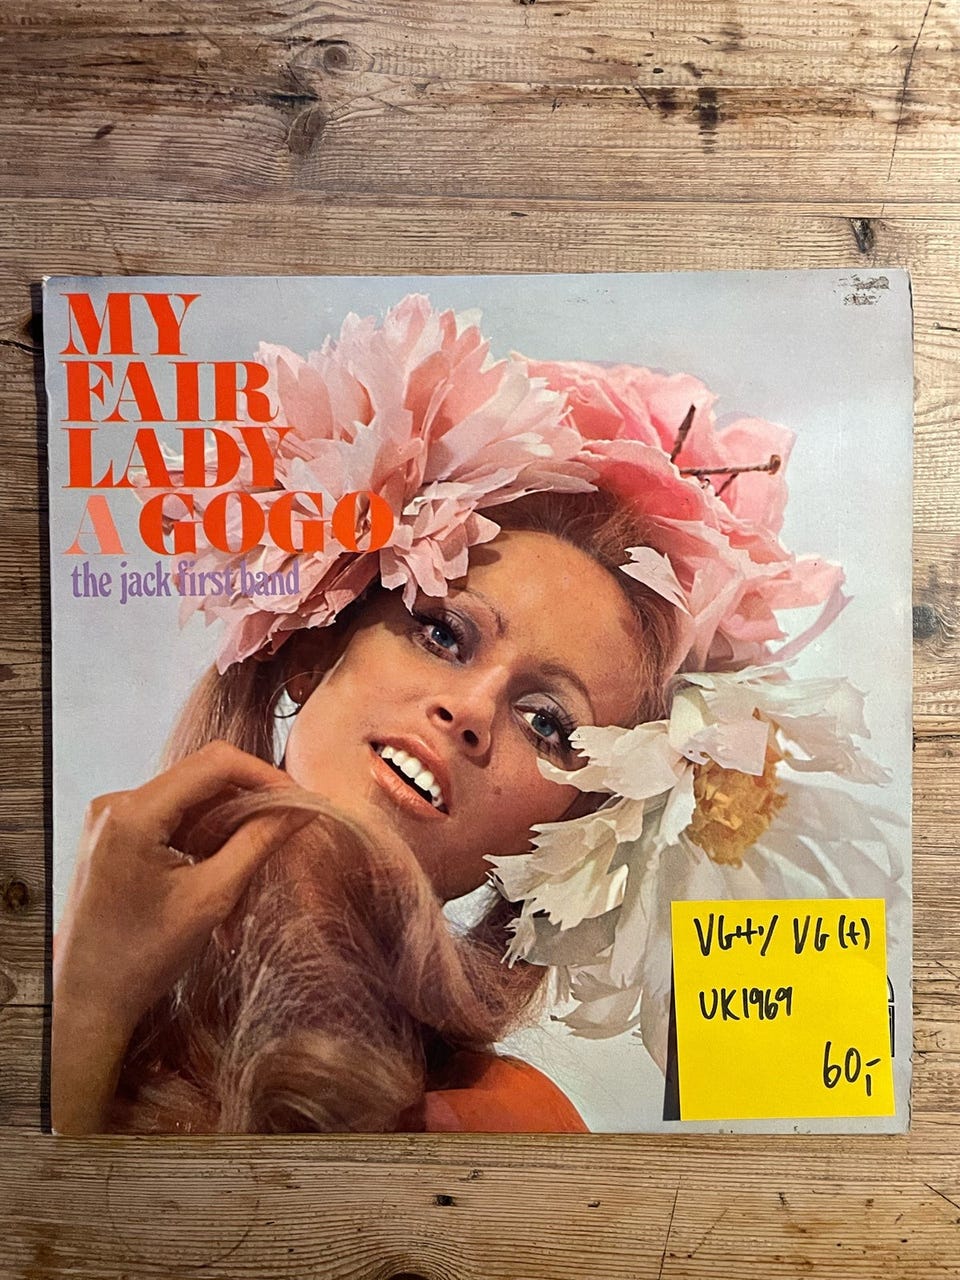 MY
FAIR
LADY
A GOGO
the jack first band
VG+/ VG(+)
UK1969
60,-